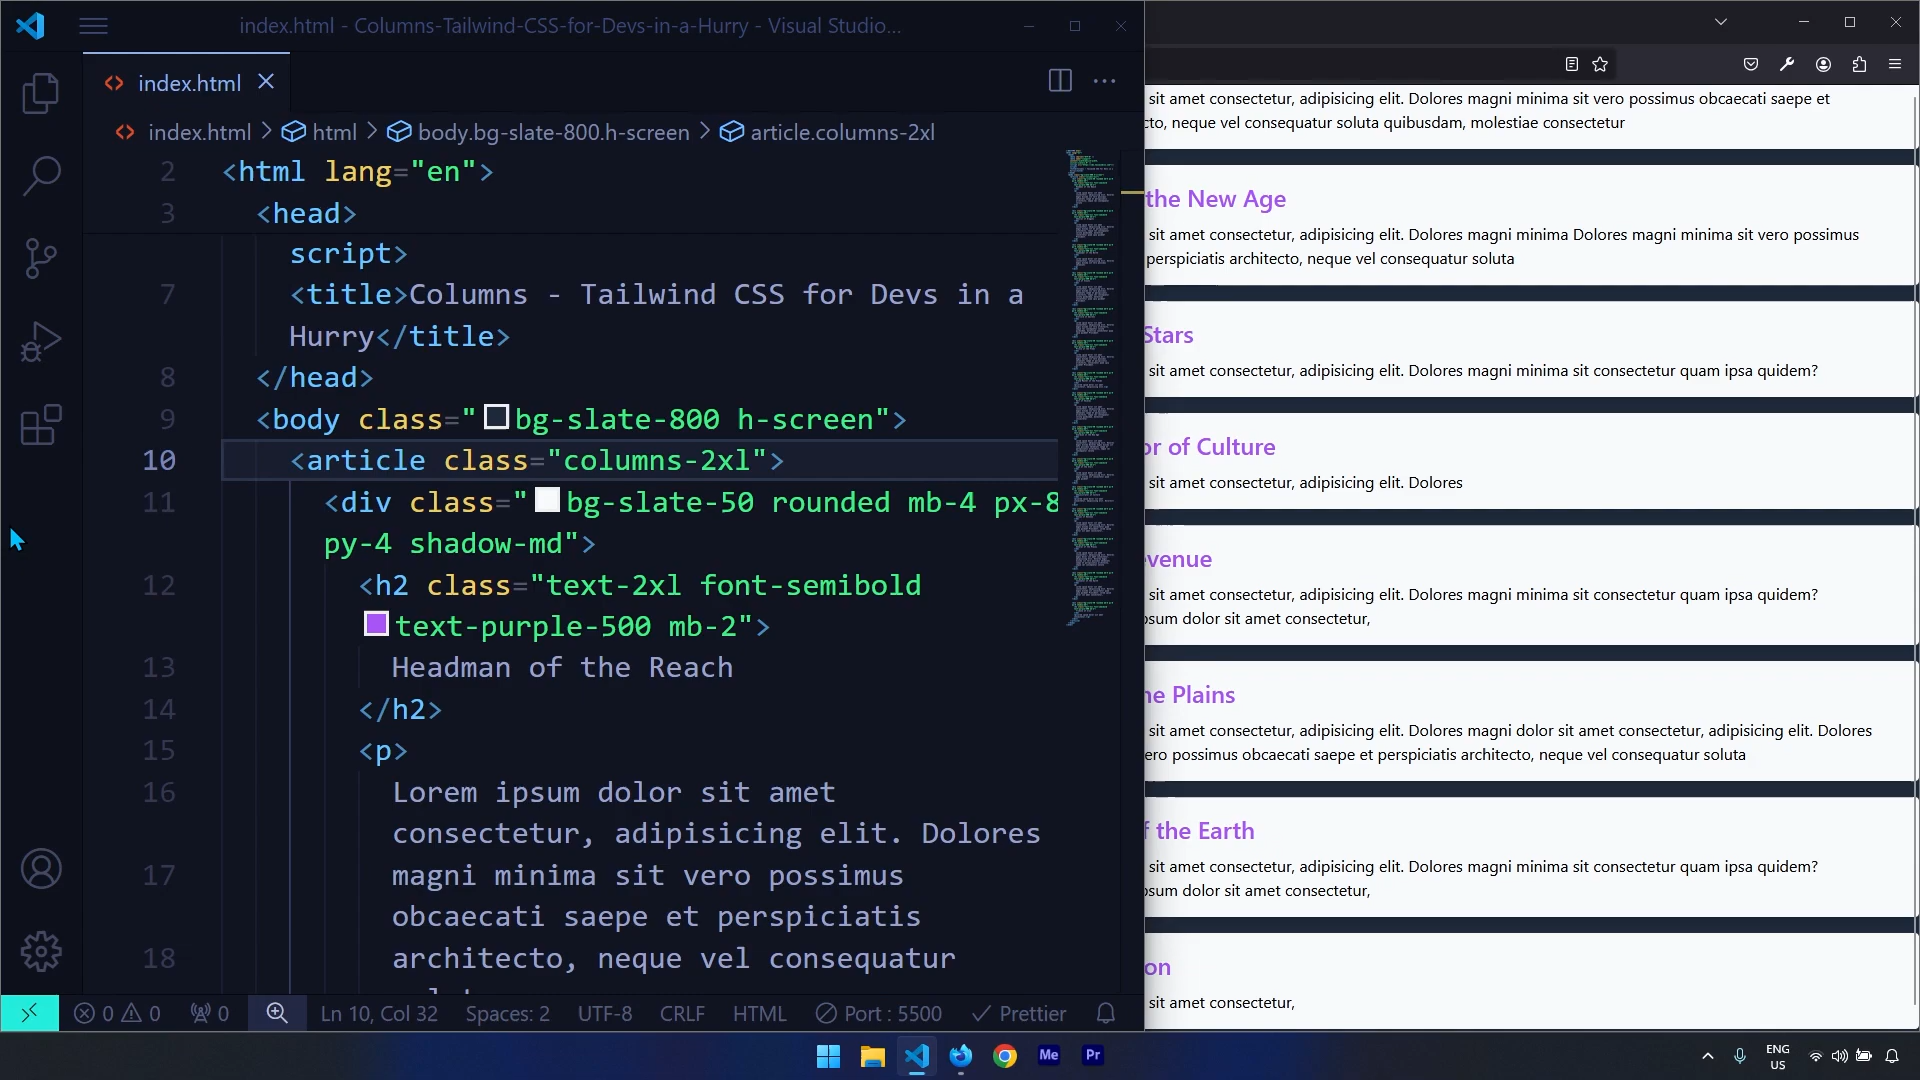 index.html - Columns-Tailwind-CSS-for-Devs-in-a-Hurry - Visual Studio...
index.html
index.html > html > body.bg-slate-800.h-screen > article.columns-2xl
2 <html lang="en">
3 <head>
script>
7 <title>Columns - Tailwind CSS for Devs in a
Hurry</title>
8 </head>
9 <body class="bg-slate-800 h-screen">
10 <article class="columns-2xl">
11 <div class="bg-slate-50 rounded mb-4 px-8
py-4 shadow-md">
12 <h2 class="text-2xl font-semibold
text-purple-500 mb-2">
13 Headman of the Reach
14 </h2>
15 <p>
16 Lorem ipsum dolor sit amet
consectetur, adipisicing elit. Dolores
17 magni minima sit vero possimus
obcaecati saepe et perspiciatis
18 architecto, neque vel consequatur
Ln 10, Col 32 Spaces: 2 UTF-8 CRLF HTML Port : 5500 Prettier
0 0 0
sit amet consectetur, adipisicing elit. Dolores magni minima sit vero possimus obcaecati saepe et
cto, neque vel consequatur soluta quibusdam, molestiae consectetur
the New Age
sit amet consectetur, adipisicing elit. Dolores magni minima Dolores magni minima sit vero possimus
perspiciatis architecto, neque vel consequatur soluta
Stars
sit amet consectetur, adipisicing elit. Dolores magni minima sit consectetur quam ipsa quidem?
or of Culture
sit amet consectetur, adipisicing elit. Dolores
evenue
sit amet consectetur, adipisicing elit. Dolores magni minima sit consectetur quam ipsa quidem?
psum dolor sit amet consectetur,
he Plains
sit amet consectetur, adipisicing elit. Dolores magni dolor sit amet consectetur, adipisicing elit. Dolores
ero possimus obcaecati saepe et perspiciatis architecto, neque vel consequatur soluta
f the Earth
sit amet consectetur, adipisicing elit. Dolores magni minima sit consectetur quam ipsa quidem?
psum dolor sit amet consectetur,
on
sit amet consectetur,
Me
Pr
ENG
US